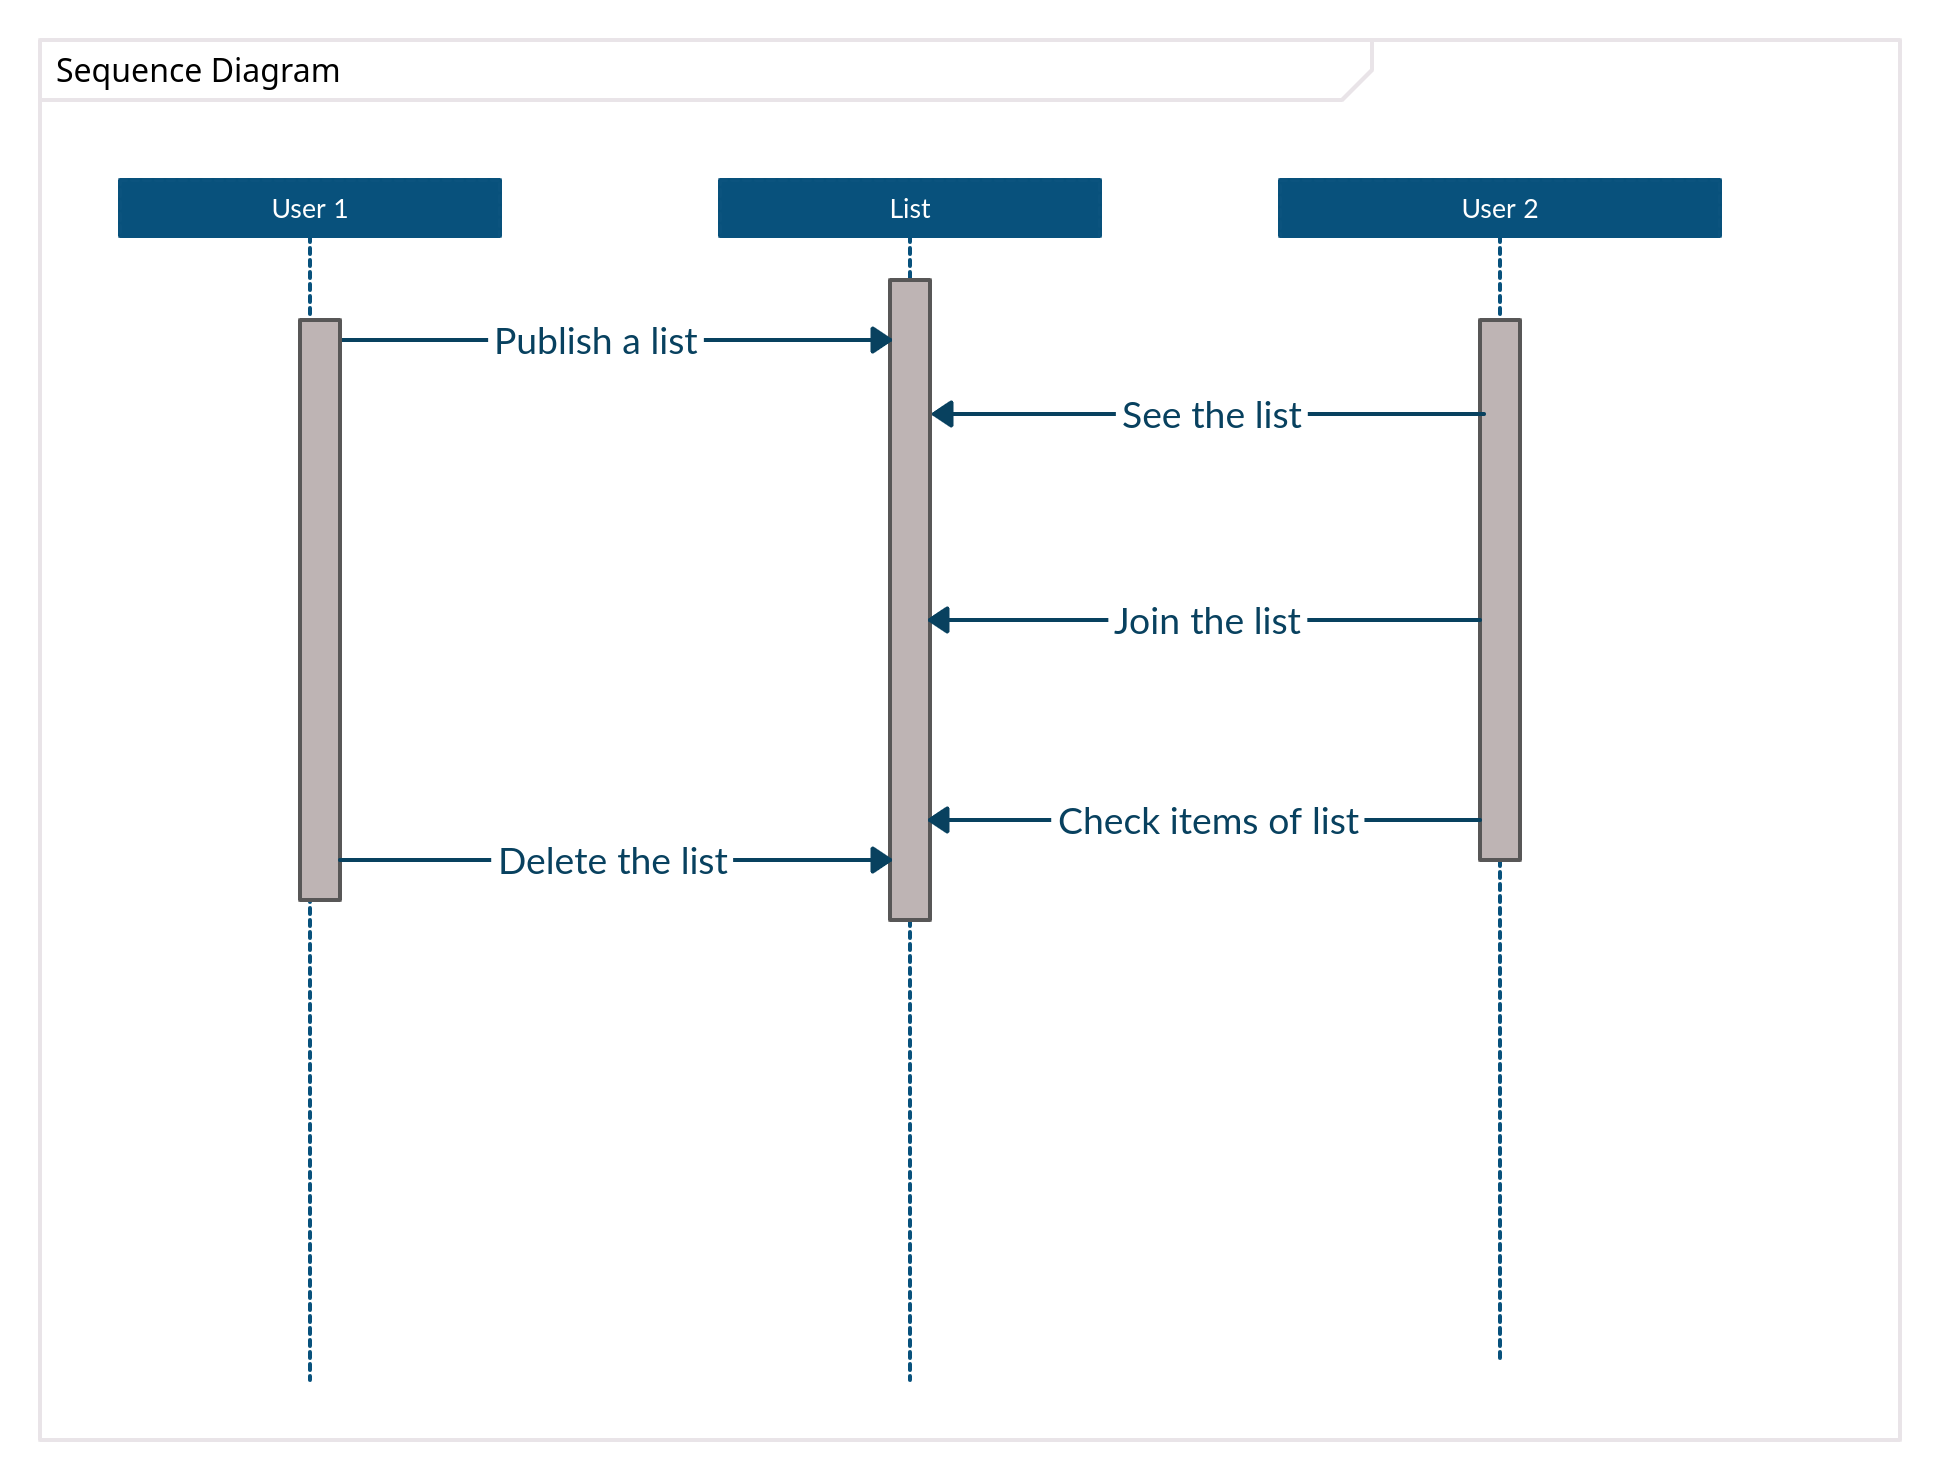 Sequence Diagram
User 1
List
User 2
Publish a list
See the list
Join the list
Check items of list
Delete the list